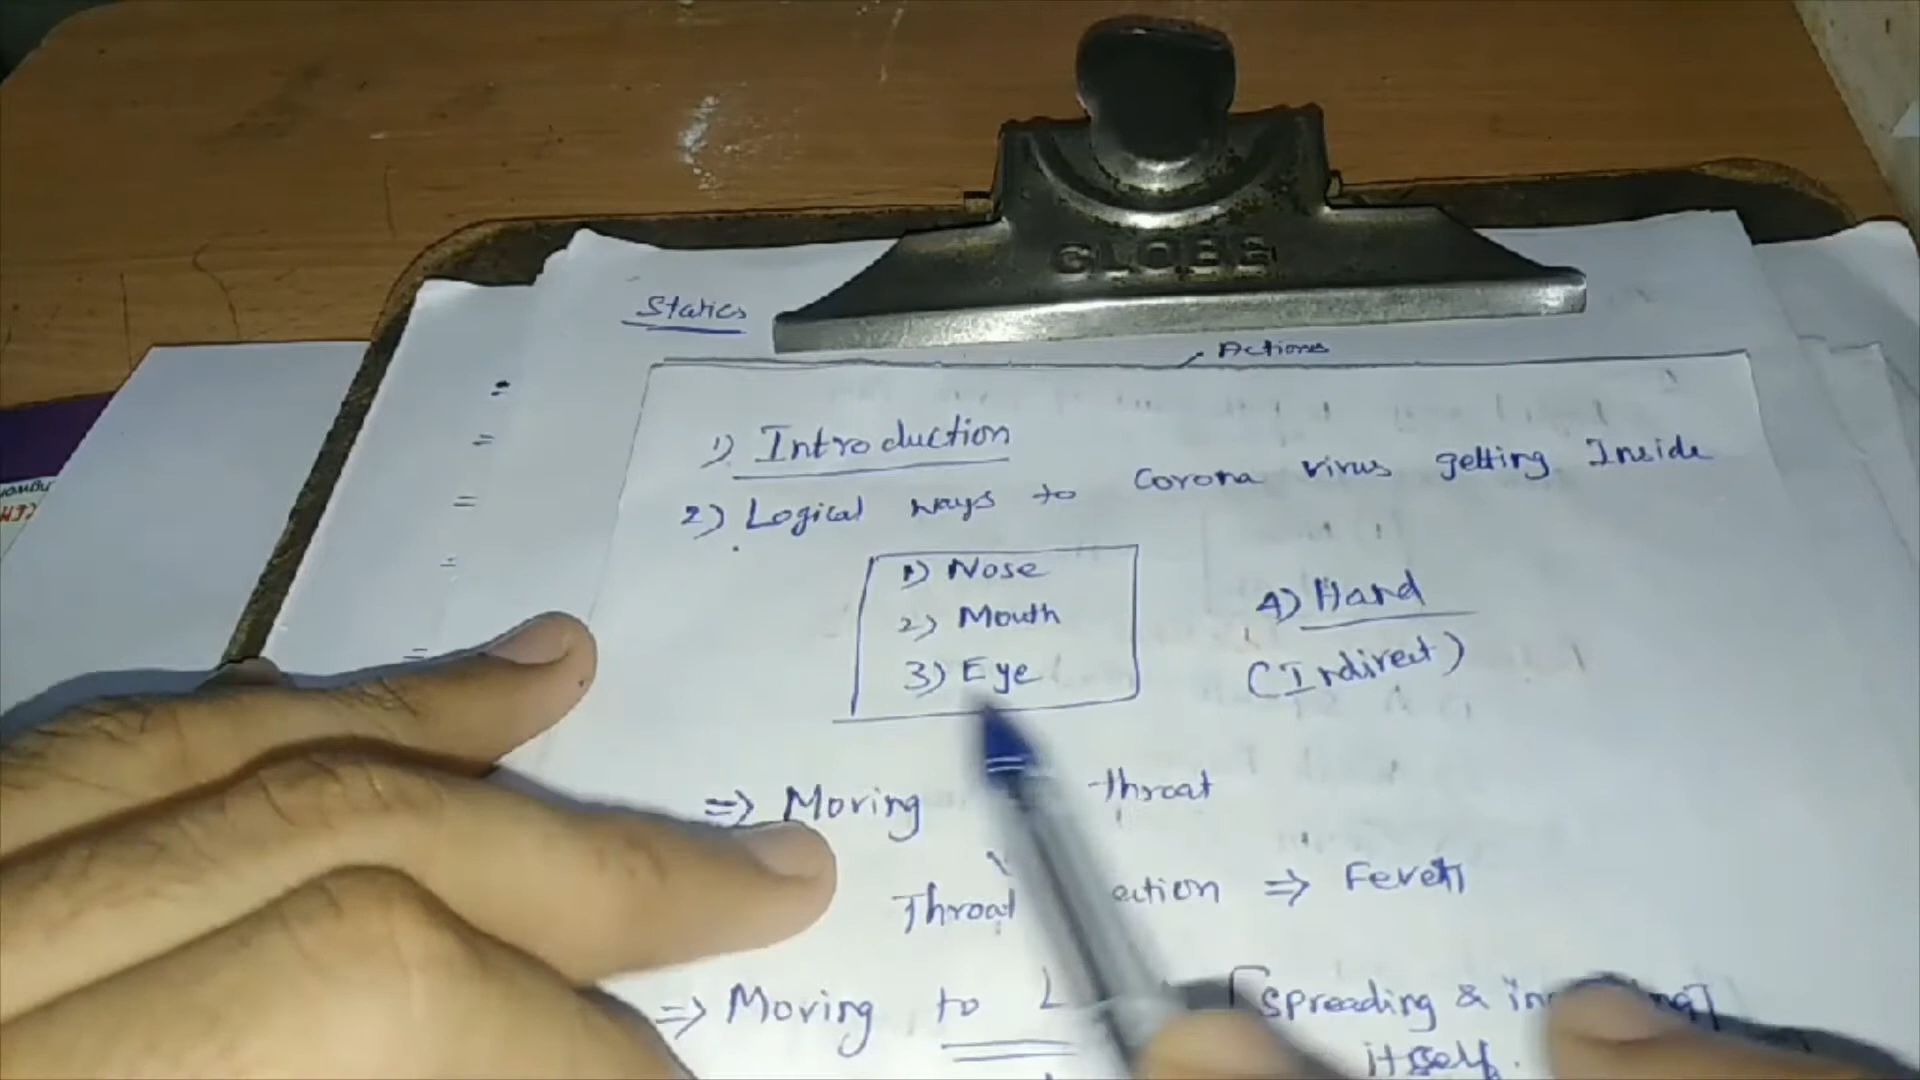 GLOBE
Statics
Actions
1) Introduction
2) Logical ways to Corona virus getting Inside
1) Nose
2) Mouth
3) Eye
4) Hand
(Indirect)
=> Moving throat
Throat ection => Fever
=> Moving to [spreading &
itself.